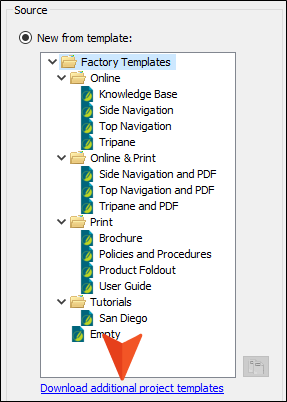 Source
New from template:
Factory Templates
Online
Knowledge Base
Side Navigation
Top Navigation
Tripane
Online & Print
Side Navigation and PDF
Top Navigation and PDF
Tripane and PDF
Print
Brochure
Policies and Procedures
Product Foldout
User Guide
Tutorials
San Diego
Empty
Download additional project templates